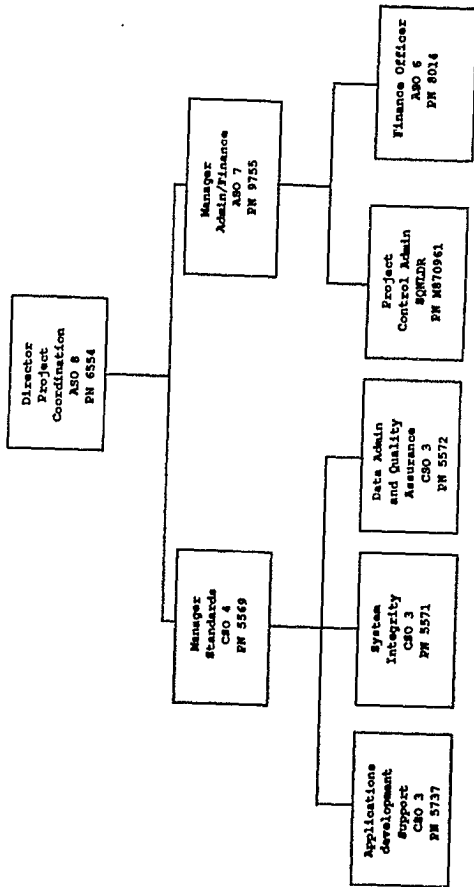 Director
Project
Coordination
ASO 8
PN 6554
Manager
Standards
CSO 4
PN 5569
Manager
Admin/Finance
ASO 7
PN 9755
Applications
development
Support
CSO 3
PN 5737
System
Integrity
CSO 3
PN 5571
Data Admin
and Quality
Assurance
CSO 3
PN 5572
Project
Control Admin
SQNLDR
PN M870961
Finance Officer
ASO 6
PN 8014